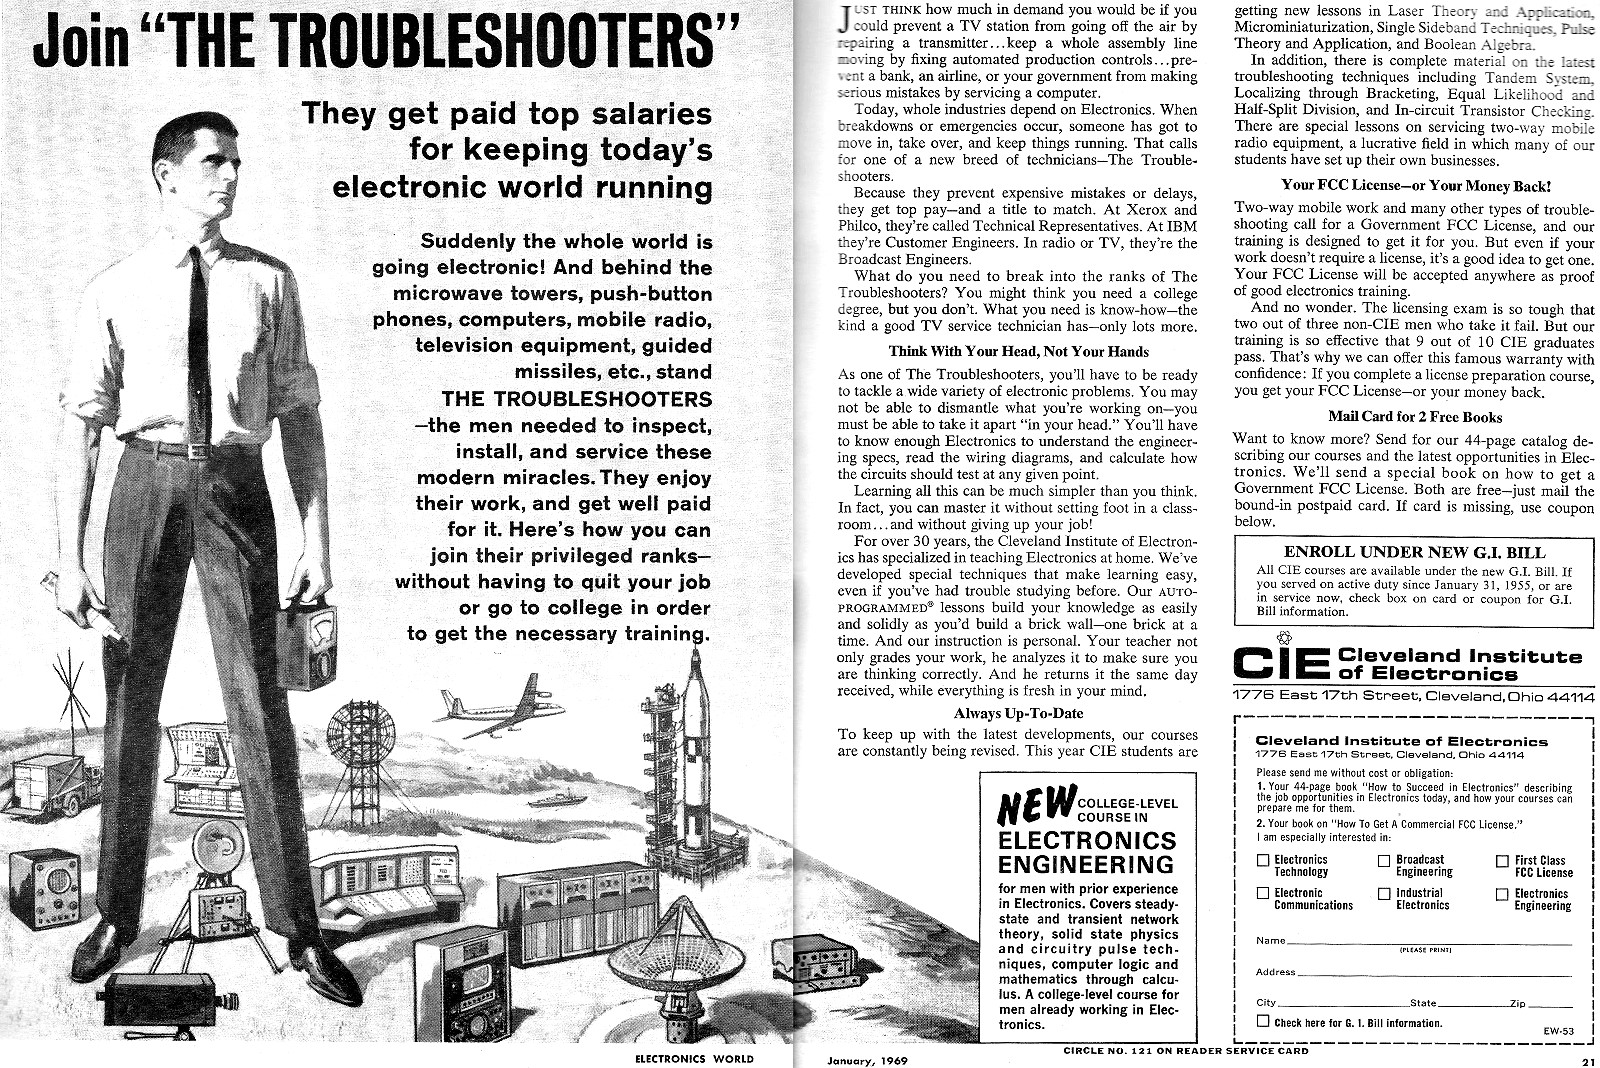 Join “THE TROUBLESHOOTERS”
They get paid top salaries
for keeping today’s
electronic world running
Suddenly the whole world is
going electronic! And behind the
microwave towers, push-button
phones, computers, mobile radio,
television equipment, guided
missiles, etc., stand
THE TROUBLESHOOTERS
—the men needed to inspect,
install, and service these
modern miracles. They enjoy
their work, and get well paid
for it. Here’s how you can
join their privileged ranks—
without having to quit your job
or go to college in order
to get the necessary training.
ELECTRONICS WORLD
JUST THINK how much in demand you would be if you
could prevent a TV station from going off the air by
repairing a transmitter...keep a whole assembly line
moving by fixing automated production controls...pre-
vent a bank, an airline, or your government from making
serious mistakes by servicing a computer.
Today, whole industries depend on Electronics. When
breakdowns or emergencies occur, someone has got to
move in, take over, and keep things running. That calls
for one of a new breed of technicians—The Trouble-
shooters.
Because they prevent expensive mistakes or delays,
they get top pay—and a title to match. At Xerox and
Philco, they’re called Technical Representatives. At IBM
they’re Customer Engineers. In radio or TV, they’re the
Broadcast Engineers.
What do you need to break into the ranks of The
Troubleshooters? You might think you need a college
degree, but you don’t. What you need is know-how—the
kind a good TV service technician has—only lots more.
Think With Your Head, Not Your Hands
As one of The Troubleshooters, you’ll have to be ready
to tackle a wide variety of electronic problems. You may
not be able to dismantle what you’re working on—you
must be able to take it apart “in your head.” You’ll have
to know enough Electronics to understand the engineer-
ing specs, read the wiring diagrams, and calculate how
the circuits should test at any given point.
Learning all this can be much simpler than you think.
In fact, you can master it without setting foot in a class-
room...and without giving up your job!
For over 30 years, the Cleveland Institute of Electron-
ics has specialized in teaching Electronics at home. We’ve
developed special techniques that make learning easy,
even if you’ve had trouble studying before. Our AUTO-
PROGRAMMED® lessons build your knowledge as easily
and solidly as you’d build a brick wall—one brick at a
time. And our instruction is personal. Your teacher not
only grades your work, he analyzes it to make sure you
are thinking correctly. And he returns it the same day
received, while everything is fresh in your mind.
Always Up-To-Date
To keep up with the latest developments, our courses
are constantly being revised. This year CIE students are
NEW COLLEGE-LEVEL
COURSE IN
ELECTRONICS
ENGINEERING
for men with prior experience
in Electronics. Covers steady-
state and transient network
theory, solid state physics
and circuitry pulse tech-
niques, computer logic and
mathematics through calcu-
lus. A college-level course for
men already working in Elec-
tronics.
January, 1969
getting new lessons in Laser Theory and Application,
Microminiaturization, Single Sideband Techniques, Pulse
Theory and Application, and Boolean Algebra.
In addition, there is complete material on the latest
troubleshooting techniques including Tandem System,
Localizing through Bracketing, Equal Likelihood and
Half-Split Division, and In-circuit Transistor Checking.
There are special lessons on servicing two-way mobile
radio equipment, a lucrative field in which many of our
students have set up their own businesses.
Your FCC License—or Your Money Back!
Two-way mobile work and many other types of trouble-
shooting call for a Government FCC License, and our
training is designed to get it for you. But even if your
work doesn’t require a license, it’s a good idea to get one.
Your FCC License will be accepted anywhere as proof
of good electronics training.
And no wonder. The licensing exam is so tough that
two out of three non-CIE men who take it fail. But our
training is so effective that 9 out of 10 CIE graduates
pass. That’s why we can offer this famous warranty with
confidence: If you complete a license preparation course,
you get your FCC License—or your money back.
Mail Card for 2 Free Books
Want to know more? Send for our 44-page catalog de-
scribing our courses and the latest opportunities in Elec-
tronics. We’ll send a special book on how to get a
Government FCC License. Both are free—just mail the
bound-in postpaid card. If card is missing, use coupon
below.
ENROLL UNDER NEW G.I. BILL
All CIE courses are available under the new G.I. Bill. If
you served on active duty since January 31, 1955, or are
in service now, check box on card or coupon for G.I.
Bill information.
CIE Cleveland Institute
of Electronics
1776 East 17th Street, Cleveland, Ohio 44114
Cleveland Institute of Electronics
1776 East 17th Street, Cleveland, Ohio 44114
Please send me without cost or obligation:
1. Your 44-page book “How to Succeed in Electronics” describing
the job opportunities in Electronics today, and how your courses can
prepare me for them.
2. Your book on “How To Get A Commercial FCC License.”
I am especially interested in:
Electronics Technology
Broadcast Engineering
First Class FCC License
Electronic Communications
Industrial Electronics
Electronics Engineering
Name
(PLEASE PRINT)
Address
City State Zip
Check here for G. I. Bill information.
EW-53
CIRCLE NO. 121 ON READER SERVICE CARD
21